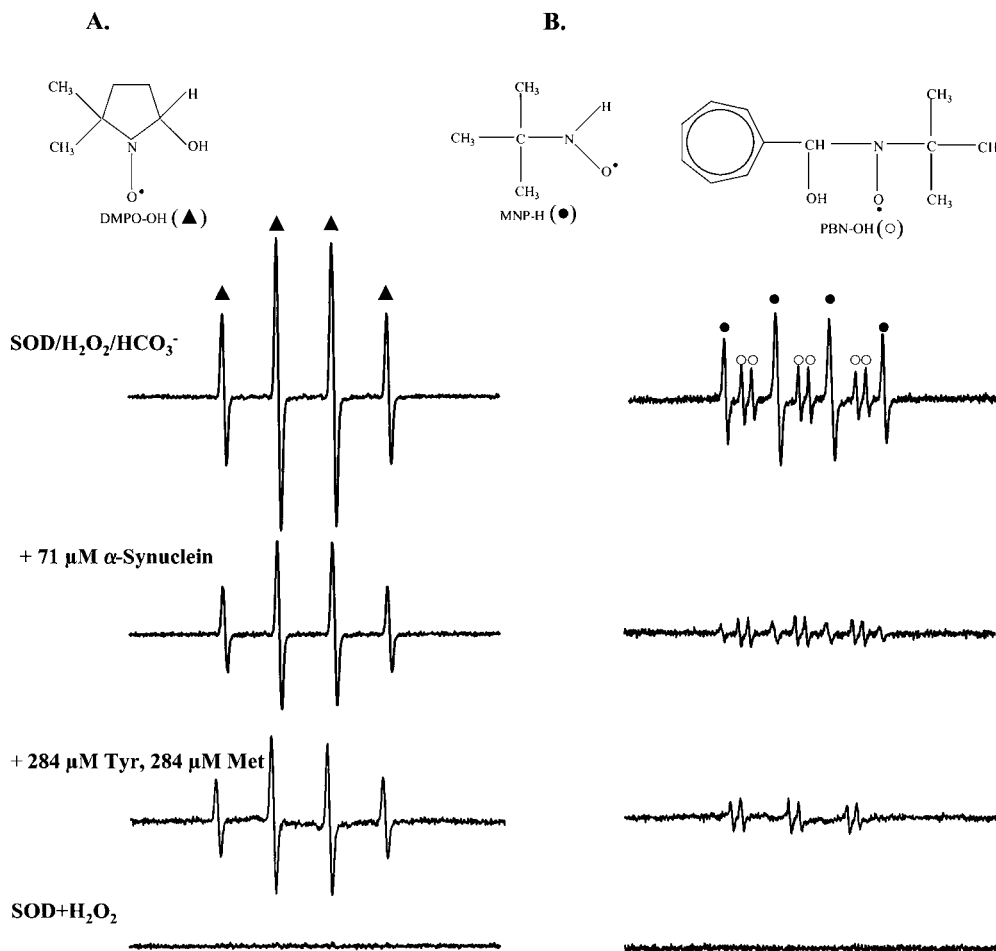 A.
B.
CH₃
CH₃
H
N
OH
O•
DMPO-OH (▲)
CH₃
CH₃
C
CH₃
N
H
O•
MNP-H (●)
CH
OH
N
O
•
C
CH₃
CH
CH₃
PBN-OH (○)
SOD/H₂O₂/HCO₃⁻
+ 71 μM α-Synuclein
+ 284 μM Tyr, 284 μM Met
SOD+H₂O₂